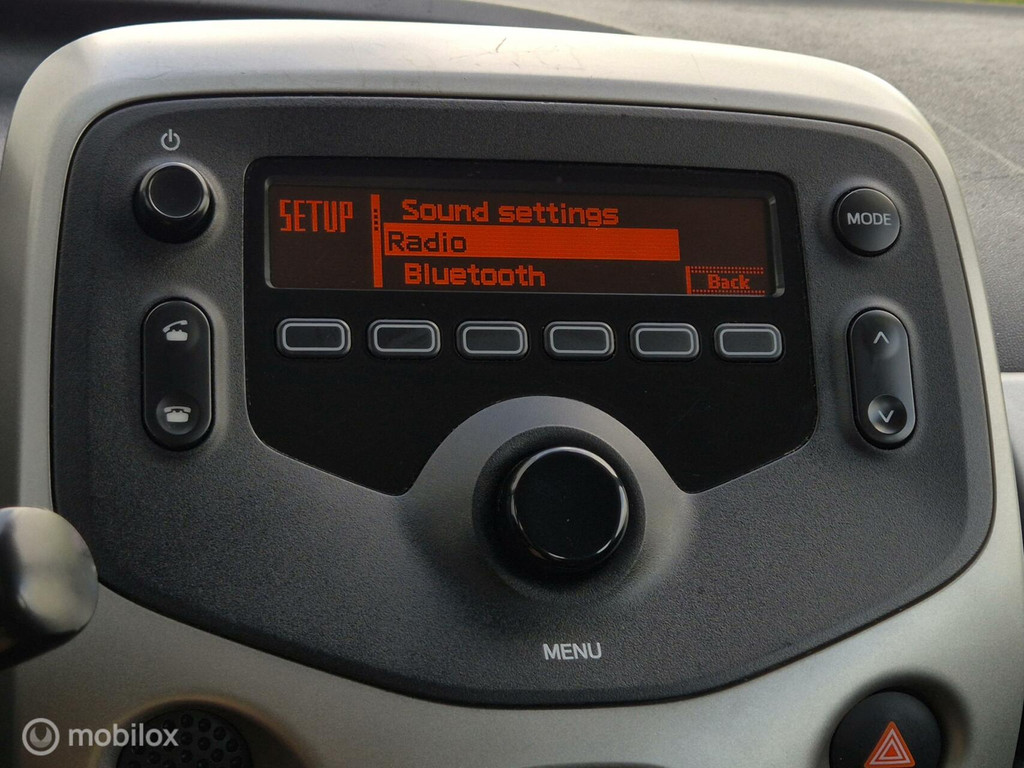 SETUP
Sound settings
Radio
Bluetooth
Back
MODE
MENU
mobilox